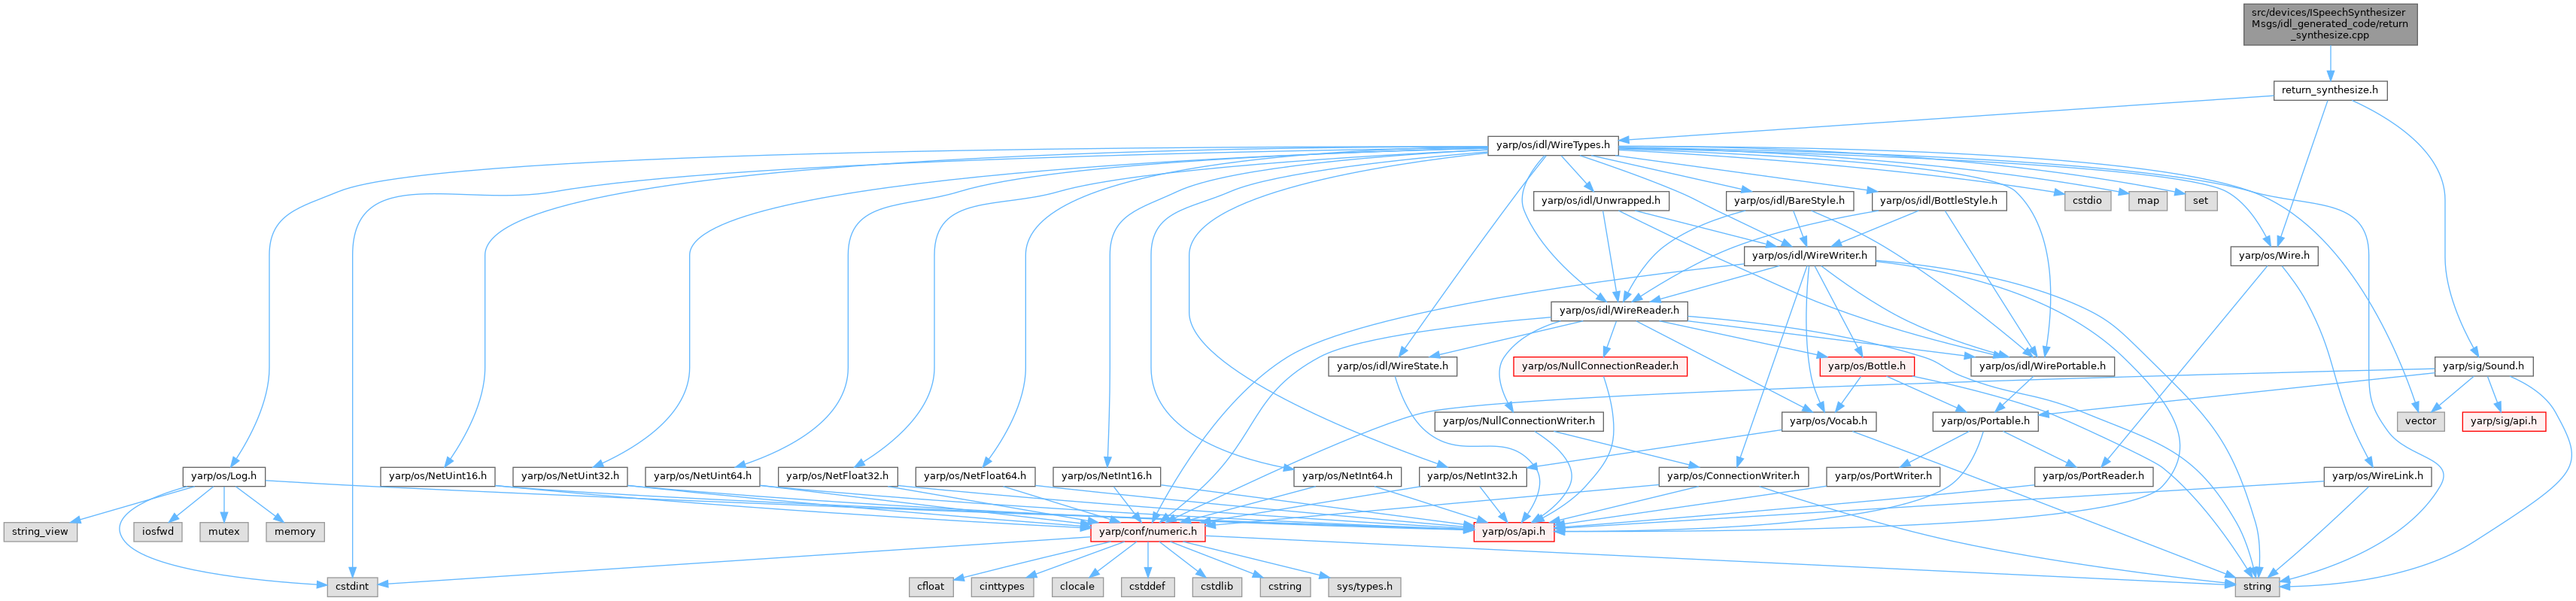 src/devices/ISpeechSynthesizer
Msgs/idl_generated_code/return
_synthesize.cpp
return_synthesize.h
yarp/os/idl/WireTypes.h
yarp/os/idl/Unwrapped.h
yarp/os/idl/BareStyle.h
yarp/os/idl/BottleStyle.h
cstdio
map
set
yarp/os/idl/WireWriter.h
yarp/os/Wire.h
yarp/os/idl/WireReader.h
yarp/os/idl/WireState.h
yarp/os/NullConnectionReader.h
yarp/os/Bottle.h
yarp/os/idl/WirePortable.h
yarp/sig/Sound.h
yarp/os/NullConnectionWriter.h
yarp/os/Vocab.h
yarp/os/Portable.h
vector
yarp/sig/api.h
yarp/os/Log.h
yarp/os/NetUint16.h
yarp/os/NetUint32.h
yarp/os/NetUint64.h
yarp/os/NetFloat32.h
yarp/os/NetFloat64.h
yarp/os/NetInt16.h
yarp/os/NetInt64.h
yarp/os/NetInt32.h
yarp/os/ConnectionWriter.h
yarp/os/PortWriter.h
yarp/os/PortReader.h
yarp/os/WireLink.h
string_view
iosfwd
mutex
memory
yarp/conf/numeric.h
yarp/os/api.h
cstdint
cfloat
cinttypes
clocale
cstddef
cstdlib
cstring
sys/types.h
string